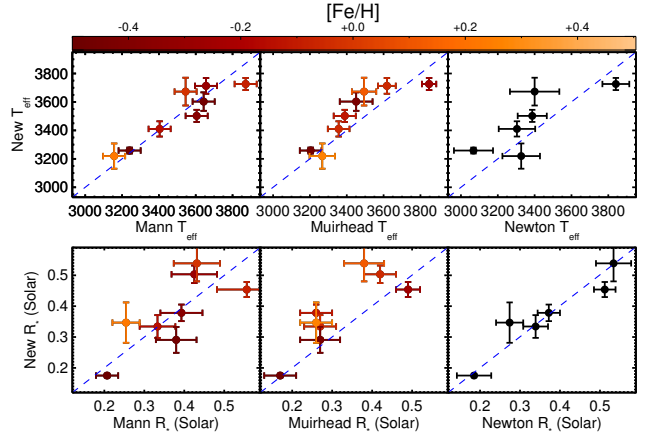 [Fe/H]
-0.4 -0.2 +0.0 +0.2 +0.4
New T_eff
3800
3600
3400
3200
3000
3000 3200 3400 3600 3800
3000 3200 3400 3600 3800
3000 3200 3400 3600 3800
Mann T_eff
Muirhead T_eff
Newton T_eff
New R_* (Solar)
0.5
0.4
0.3
0.2
0.2 0.3 0.4 0.5
0.2 0.3 0.4 0.5
0.2 0.3 0.4 0.5
Mann R_* (Solar)
Muirhead R_* (Solar)
Newton R_* (Solar)